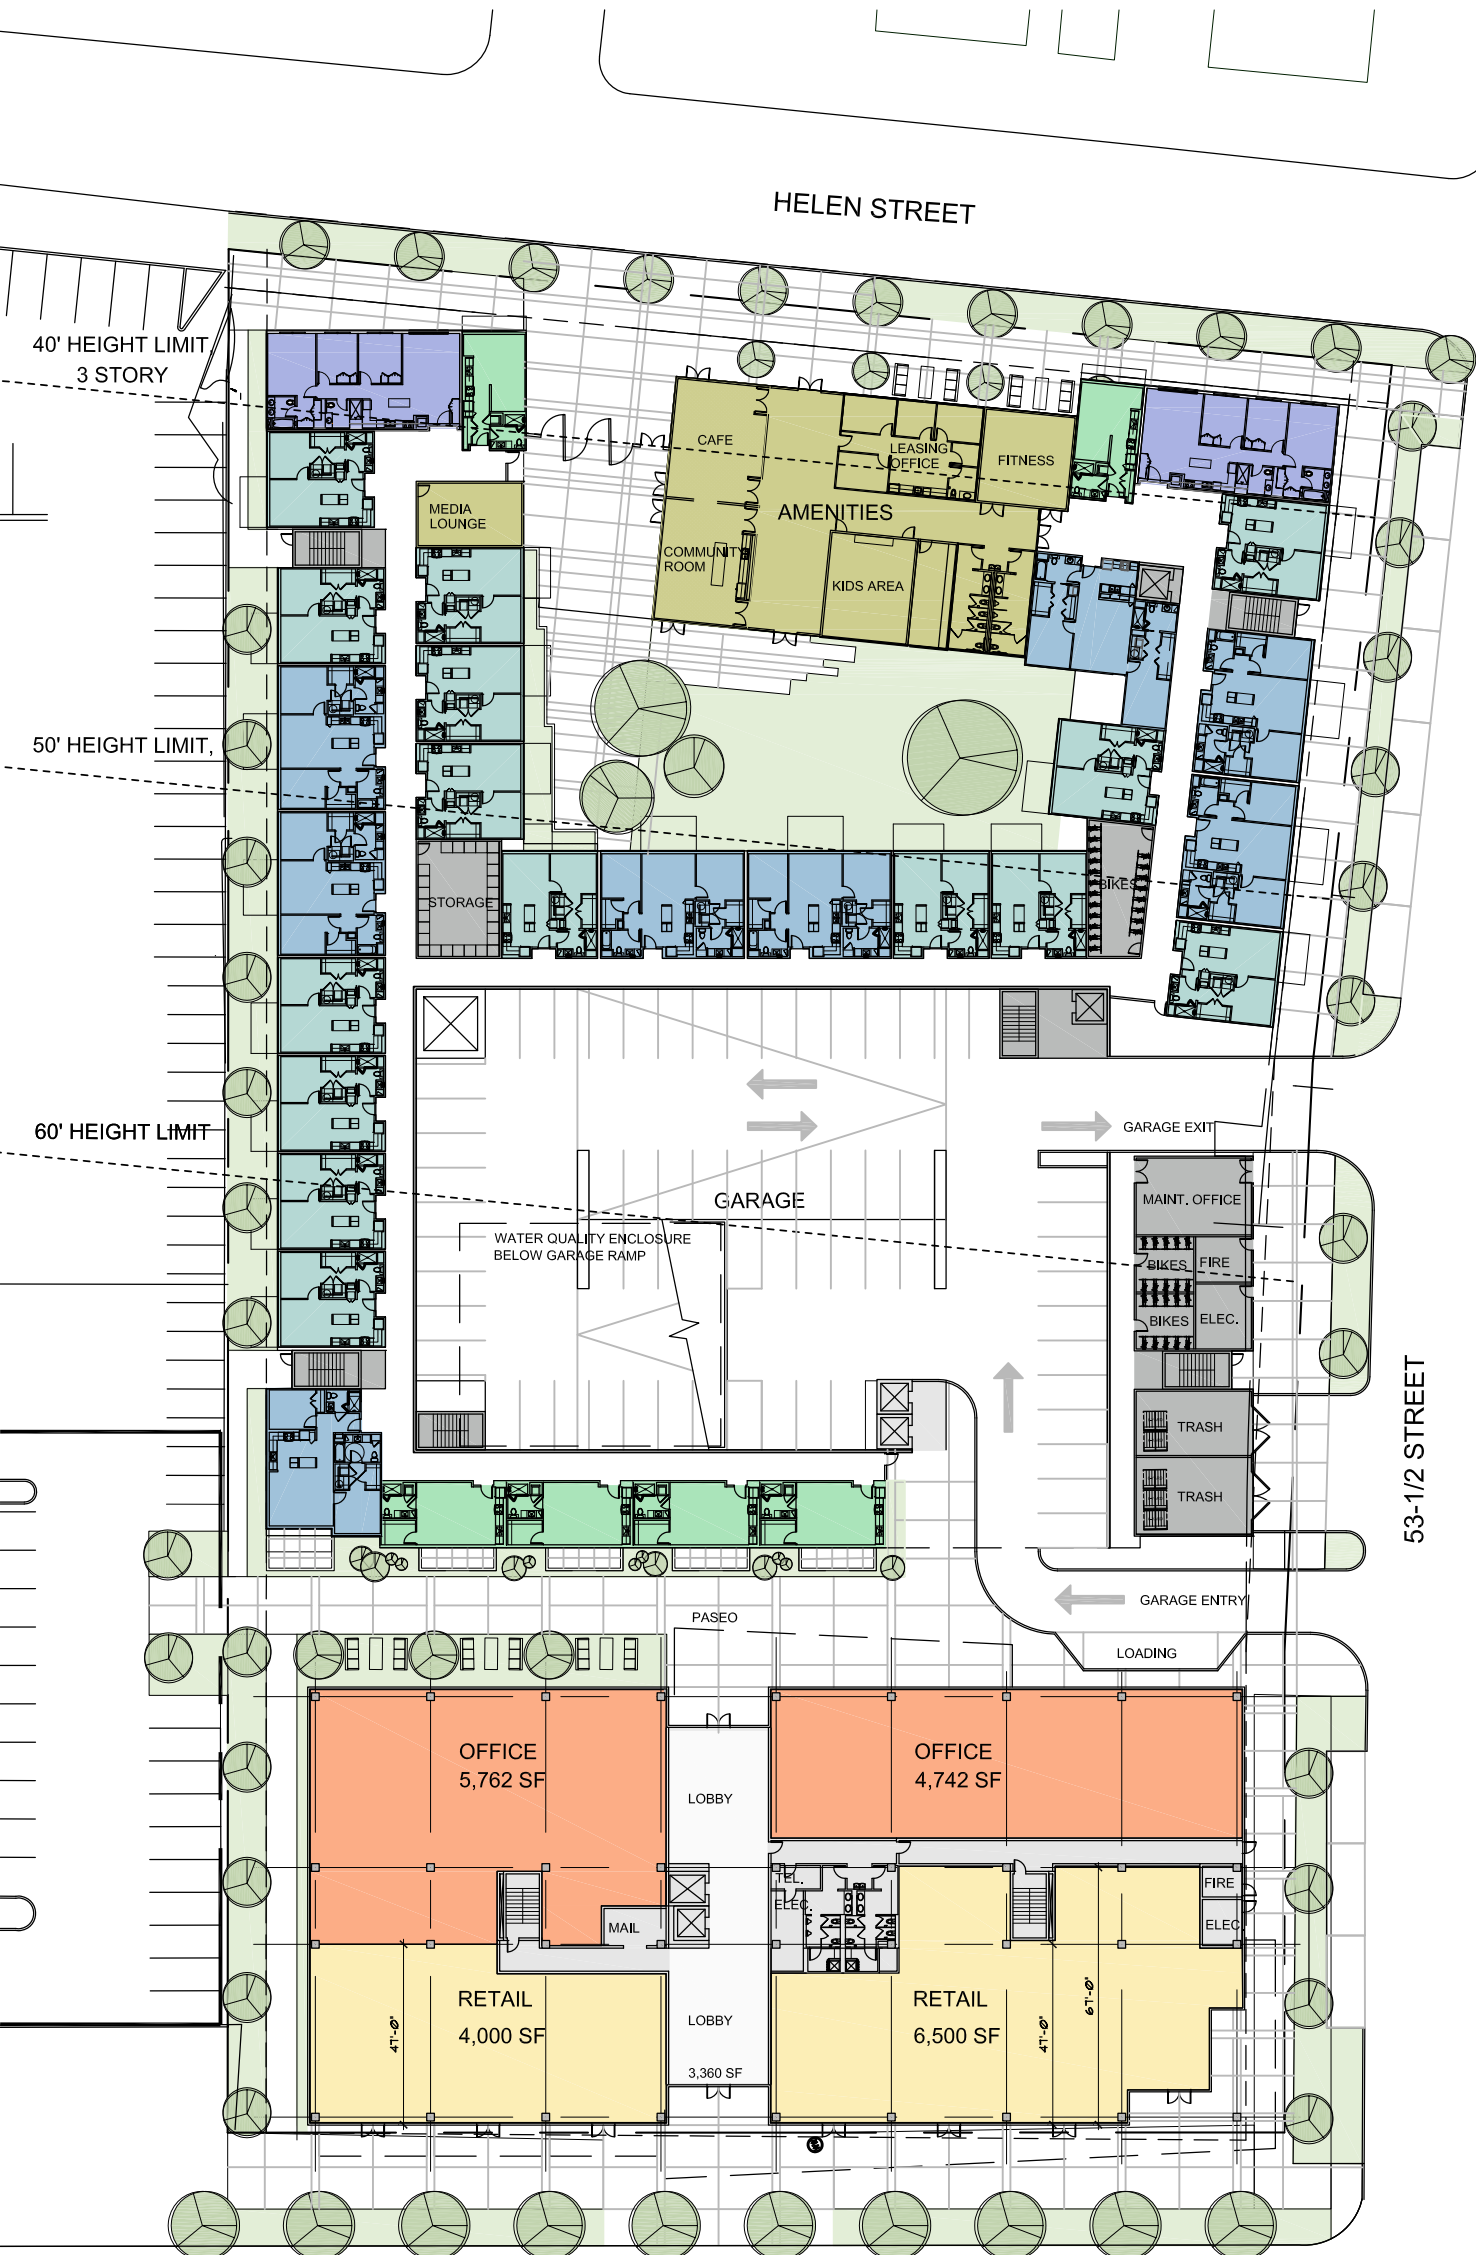 HELEN STREET
40' HEIGHT LIMIT,
3 STORY
CAFE
LEASING
OFFICE
FITNESS
MEDIA
LOUNGE
AMENITIES
COMMUNITY
ROOM
KIDS AREA
50' HEIGHT LIMIT,
STORAGE
BIKES
GARAGE EXIT
60' HEIGHT LIMIT
GARAGE
MAINT. OFFICE
WATER QUALITY ENCLOSURE
BELOW GARAGE RAMP
BIKES
FIRE
BIKES
ELEC.
53-1/2 STREET
TRASH
TRASH
GARAGE ENTRY
PASEO
LOADING
OFFICE
5,762 SF
OFFICE
4,742 SF
LOBBY
TEL.
ELEC.
FIRE
MAIL
ELEC.
RETAIL
4,000 SF
47'-0"
LOBBY
3,360 SF
RETAIL
6,500 SF
47'-0"
67'-0"